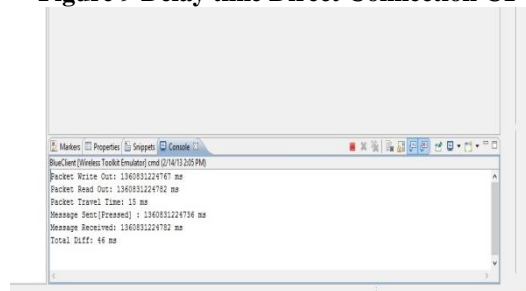 Figure 9 Delay time Direct Connection Of
Markers Properties Snippets Console
BlueClient [Wireless Toolkit Emulator] cmd (2/14/13 2:05 PM)
Packet Write Out: 1360831224767 ms
Packet Read Out: 1360831224782 ms
Packet Travel Time: 15 ms
Message Sent[Pressed] : 1360831224736 ms
Message Received: 1360831224782 ms
Total Diff: 46 ms